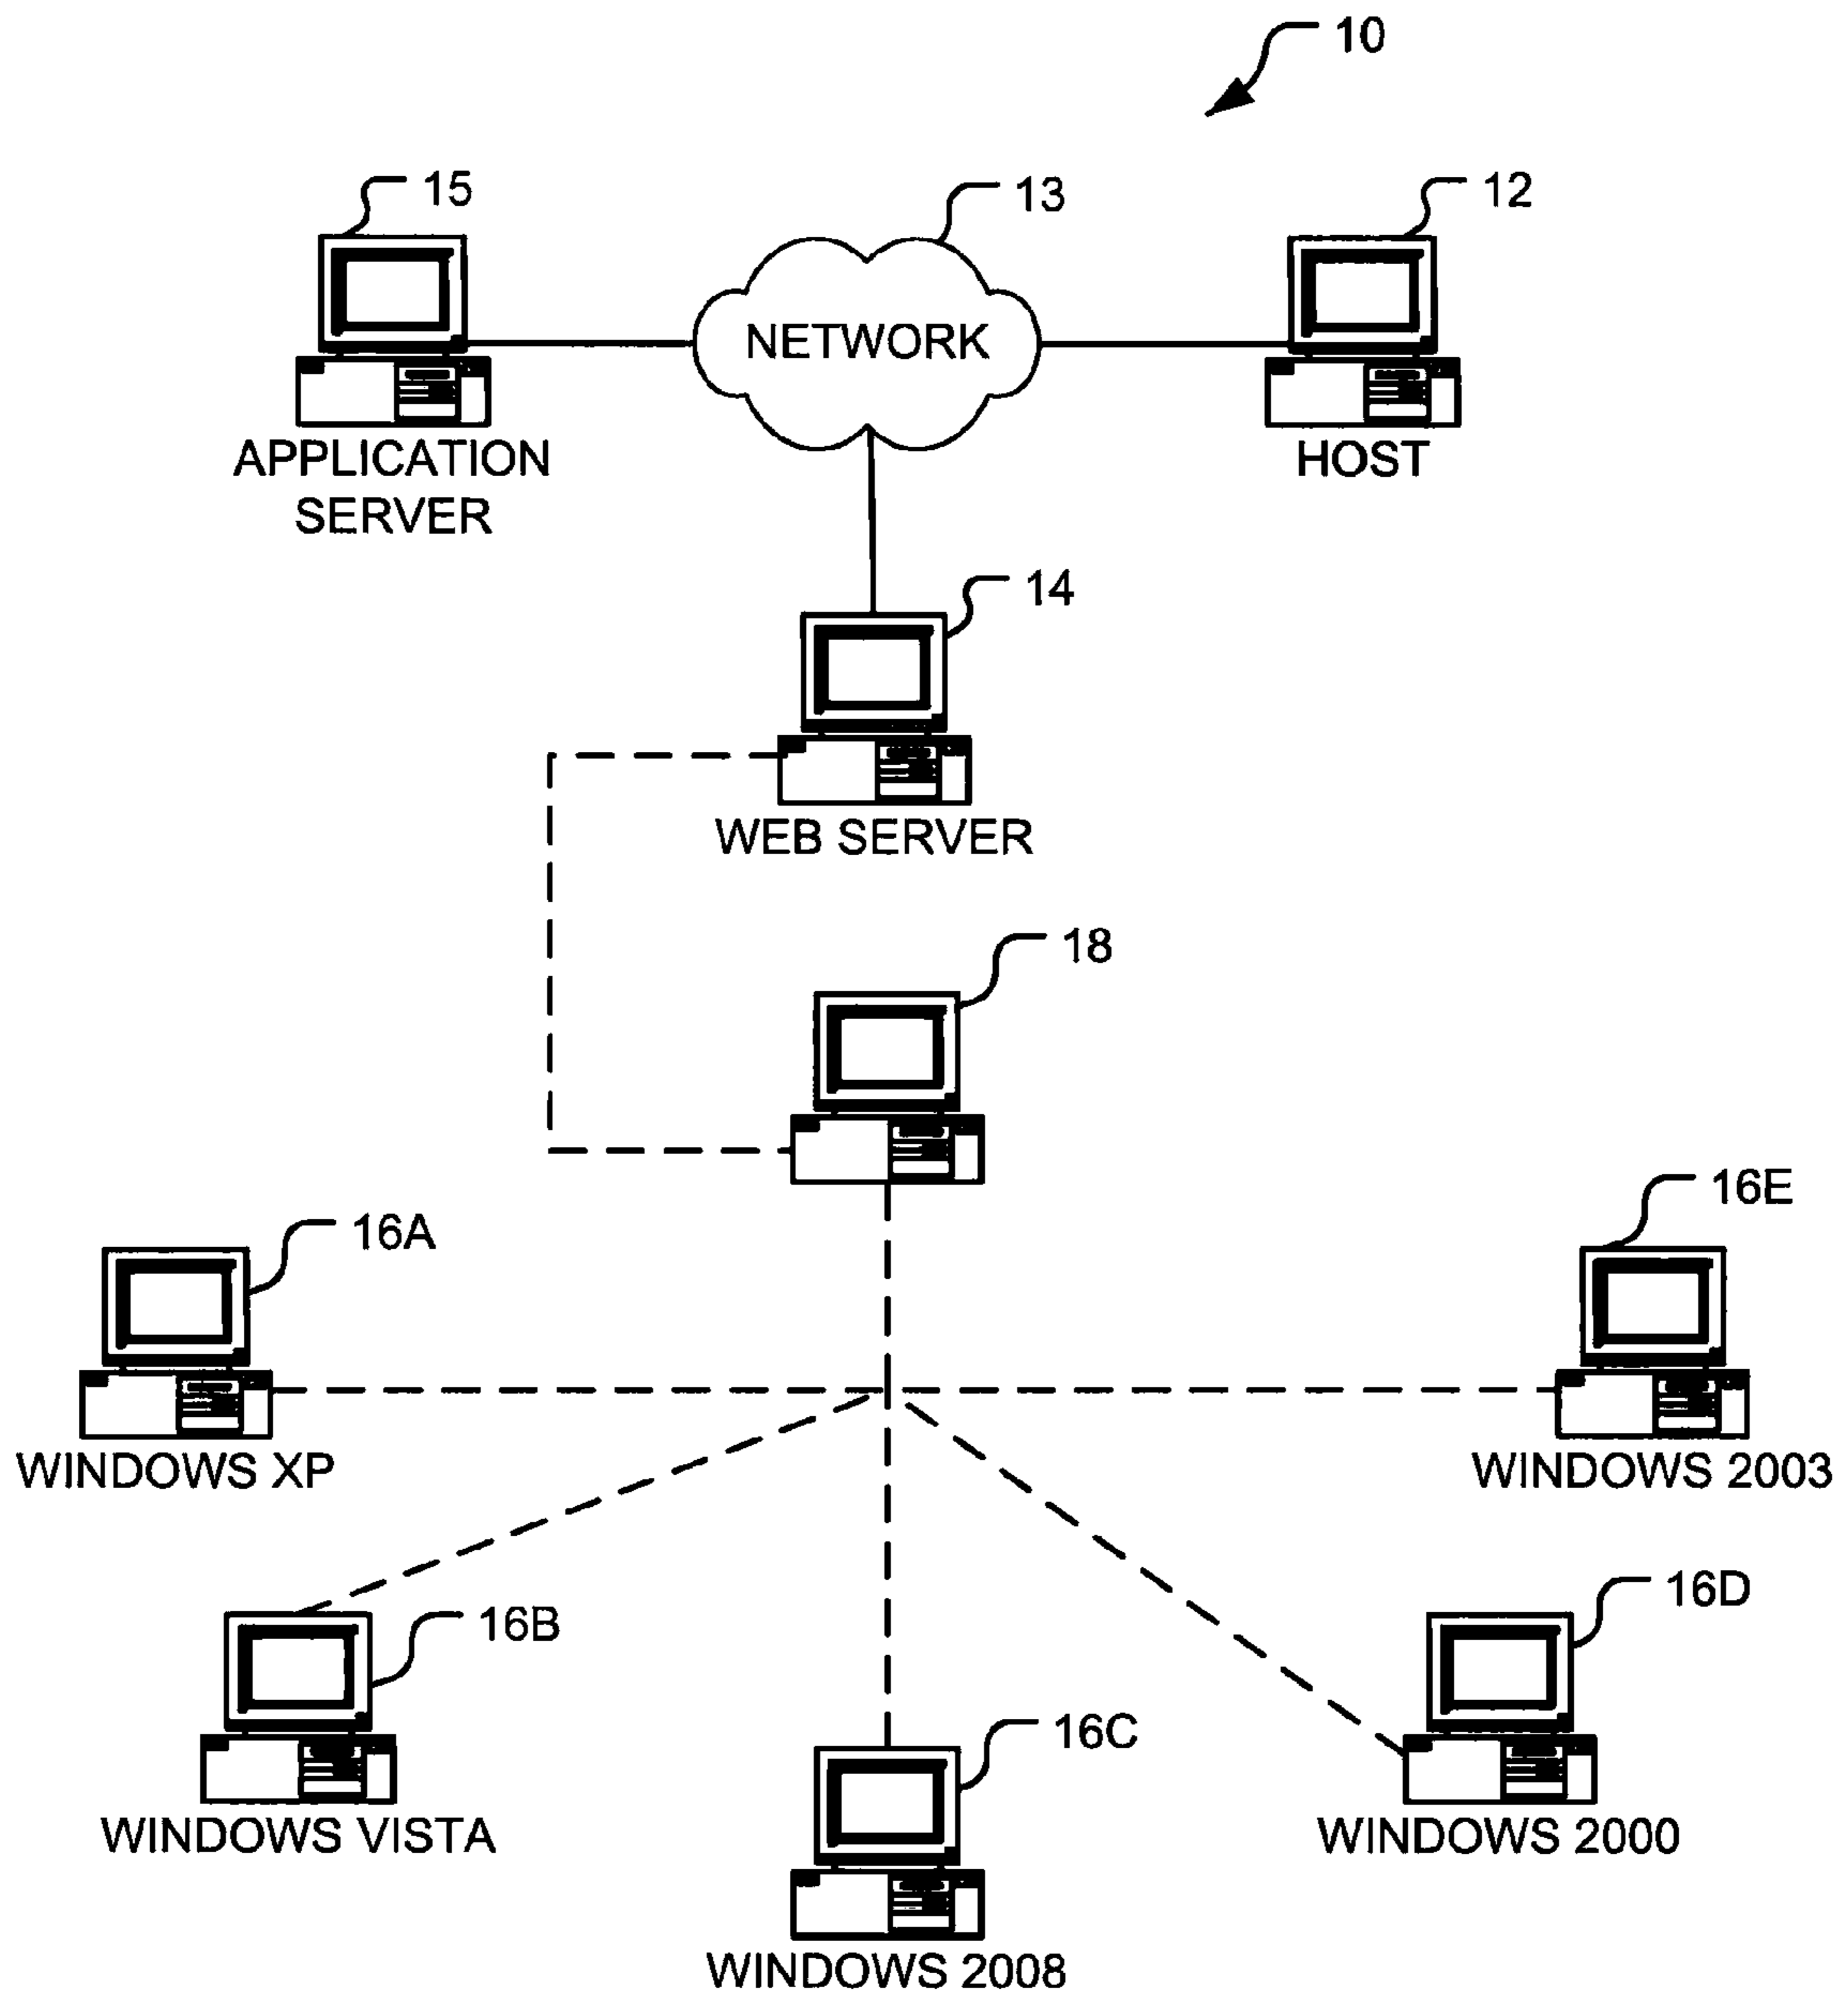 10
15
13
12
NETWORK
APPLICATION
SERVER
HOST
14
WEB SERVER
18
16E
16A
WINDOWS XP
WINDOWS 2003
16D
16B
16C
WINDOWS VISTA
WINDOWS 2000
WINDOWS 2008